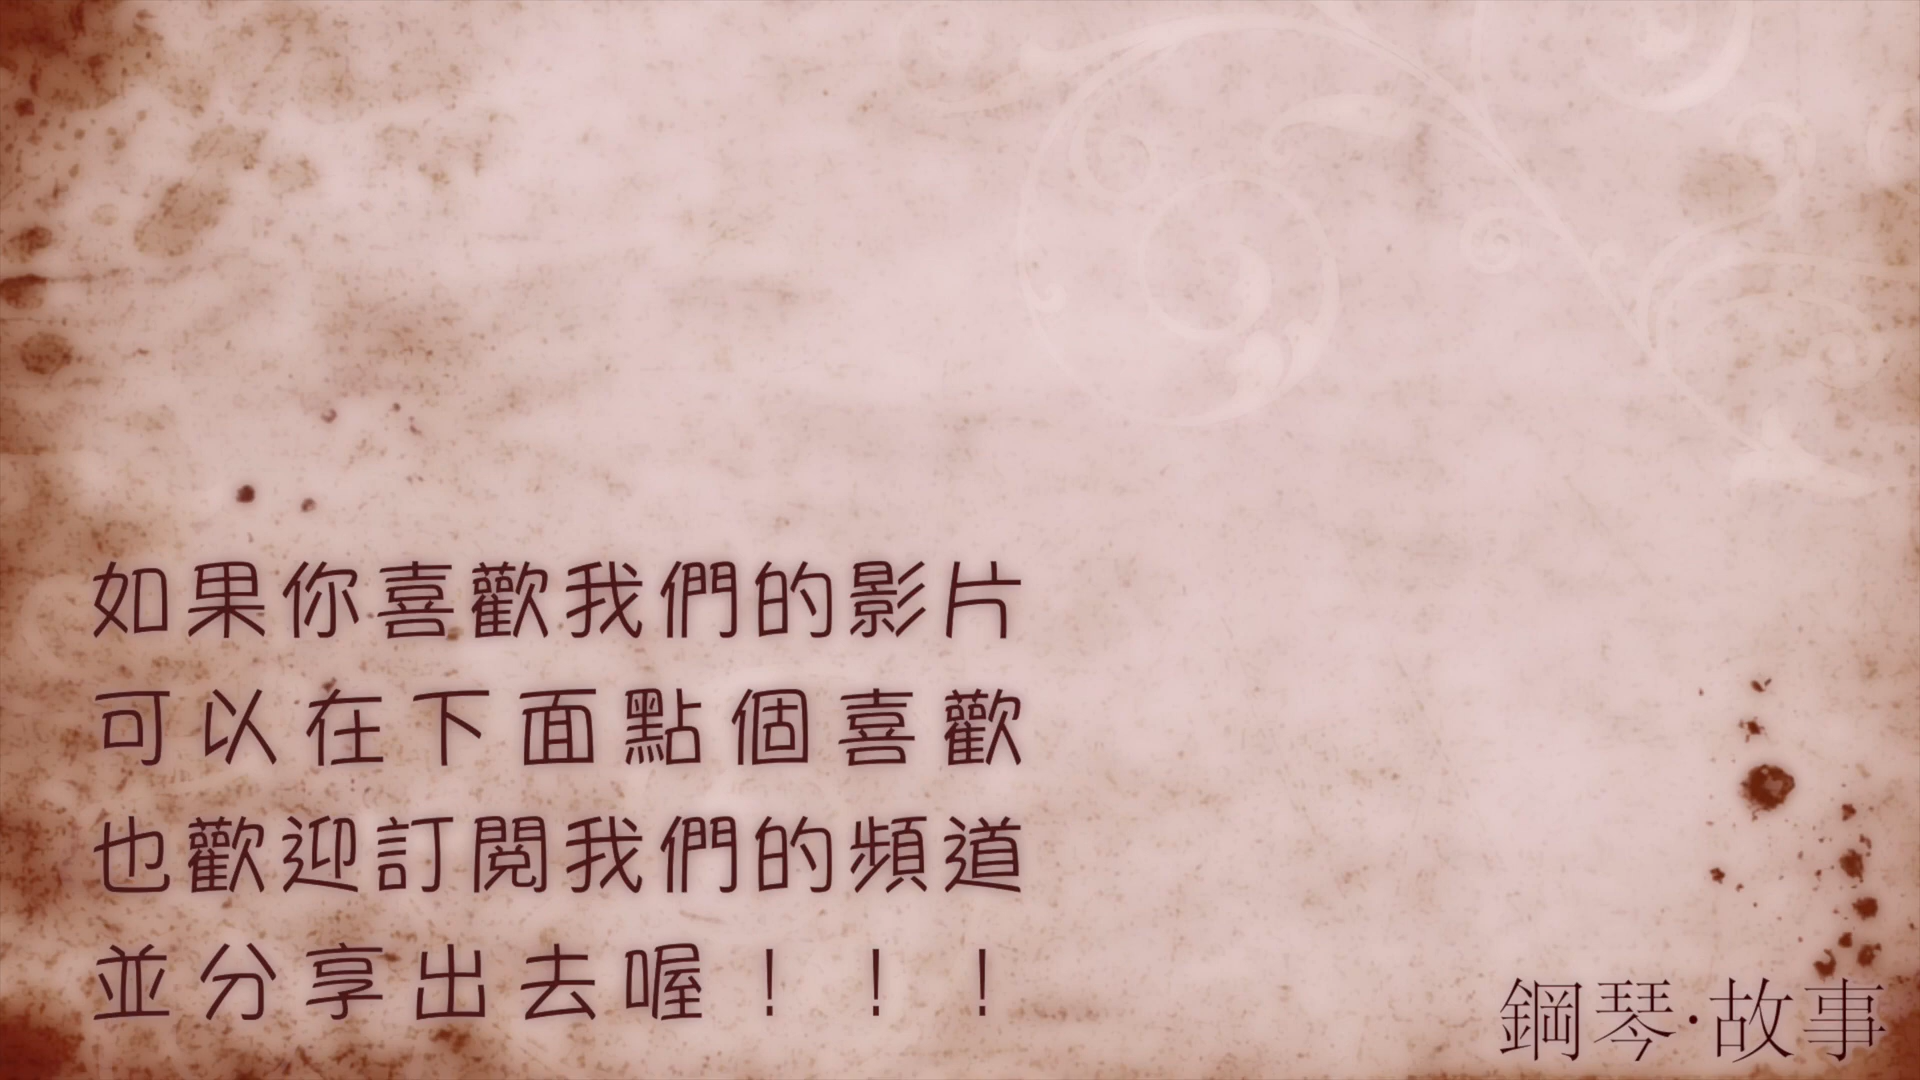 如果你喜歡我們的影片
可以在下面點個喜歡
也歡迎訂閱我們的頻道
並分享出去喔！！！
鋼琴·故事